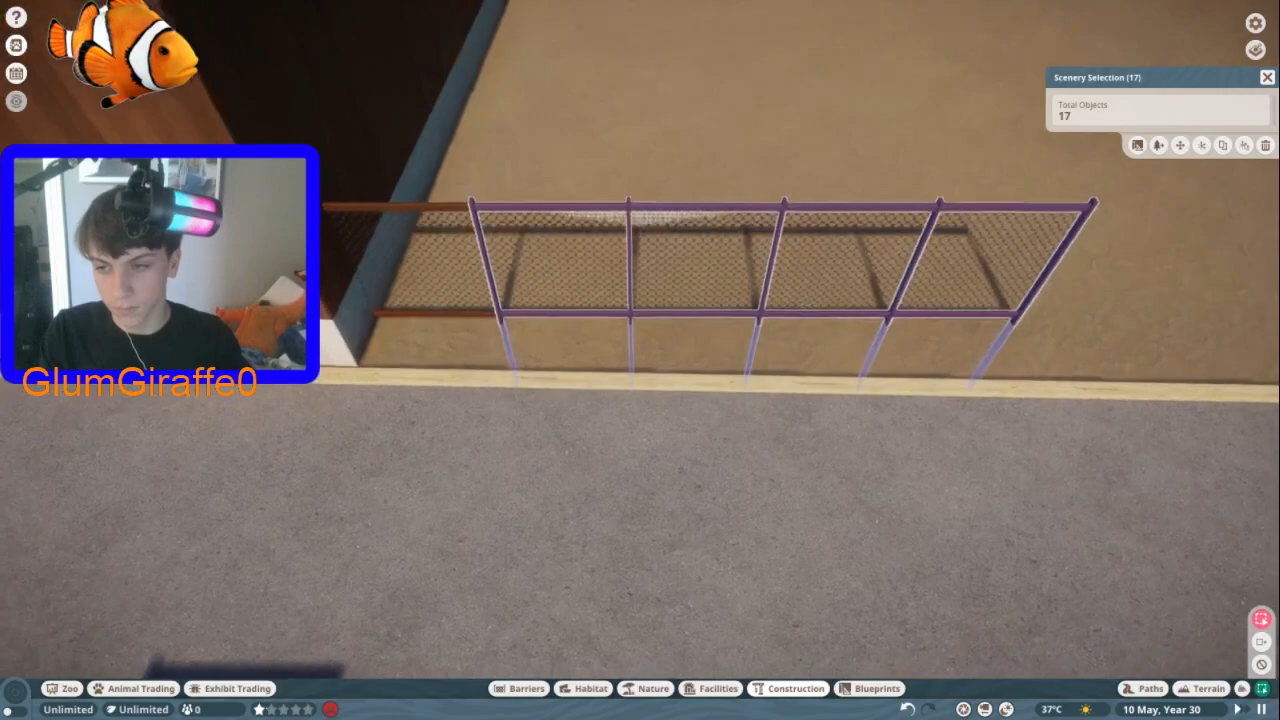 ?
Scenery Selection (17)
Total Objects
17
GlumGiraffe0
Zoo
Animal Trading
Exhibit Trading
Barriers
Habitat
Nature
Facilities
Construction
Blueprints
Paths
Terrain
Unlimited
Unlimited
0
37°C
10 May, Year 30